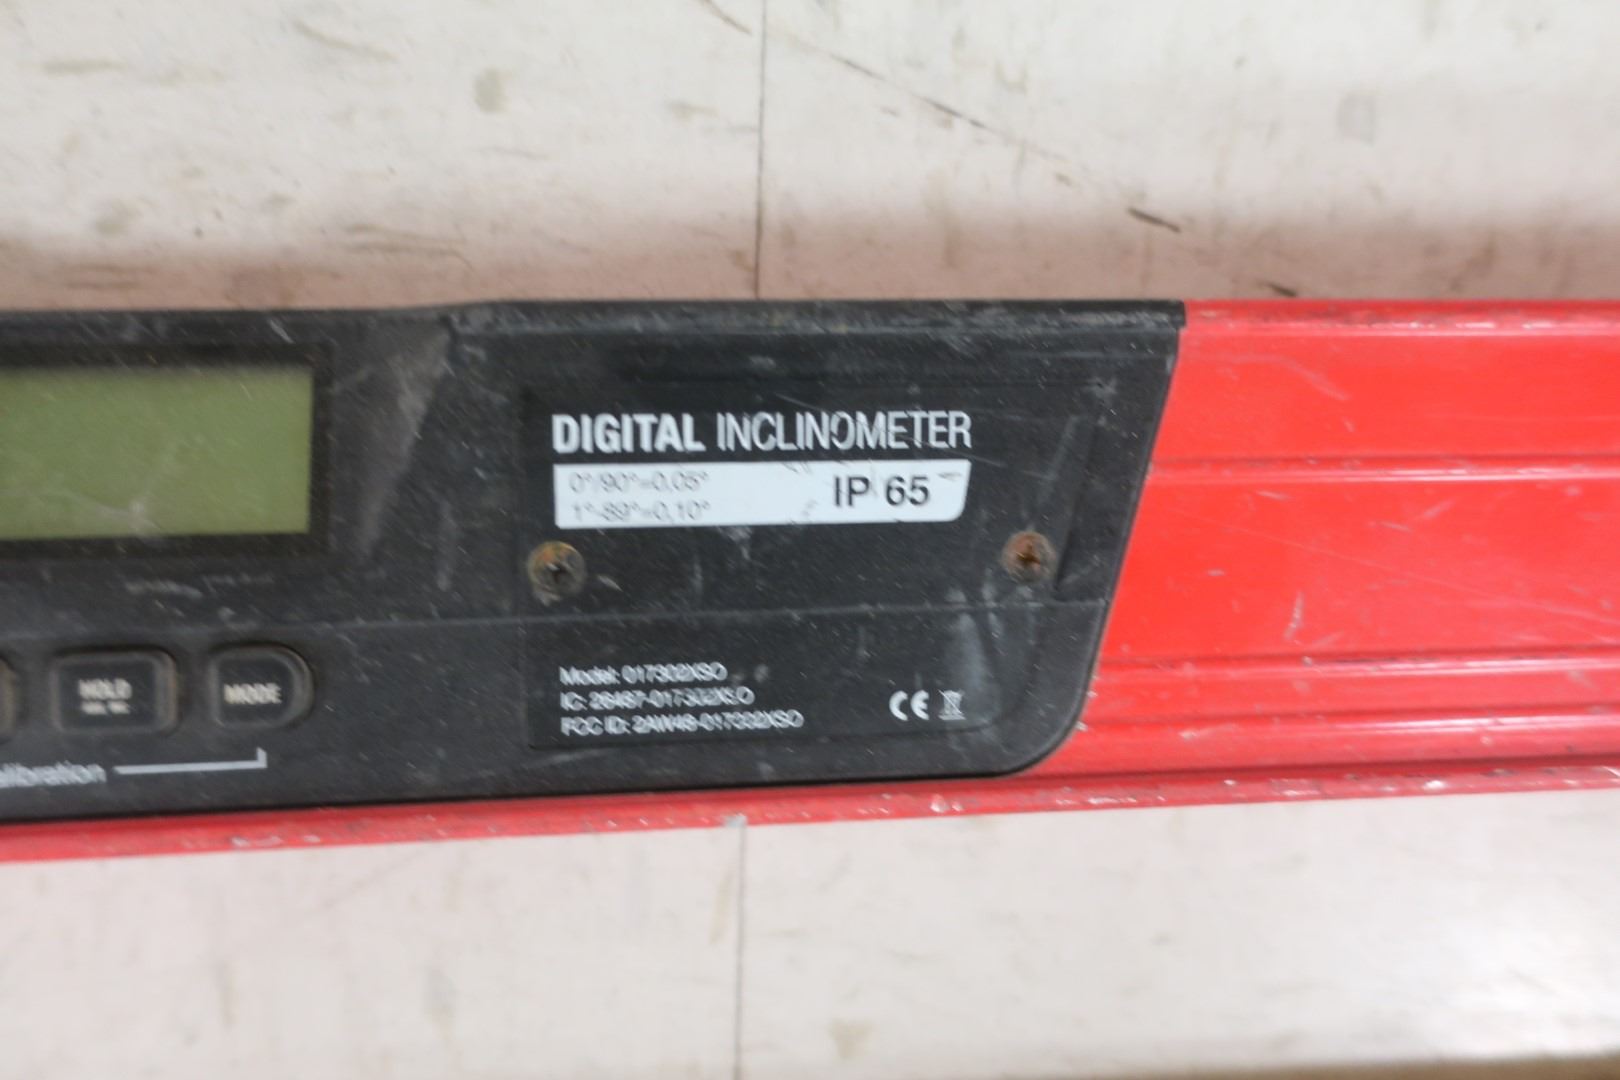 DIGITAL INCLINOMETER
0°/90°=0.05°
1°-89°=0,10°
IP 65
HOLD
MODE
Model: 017302XSO
IC: 26487-017302XSO
FCC ID: 2AW48-017302XSO
CE